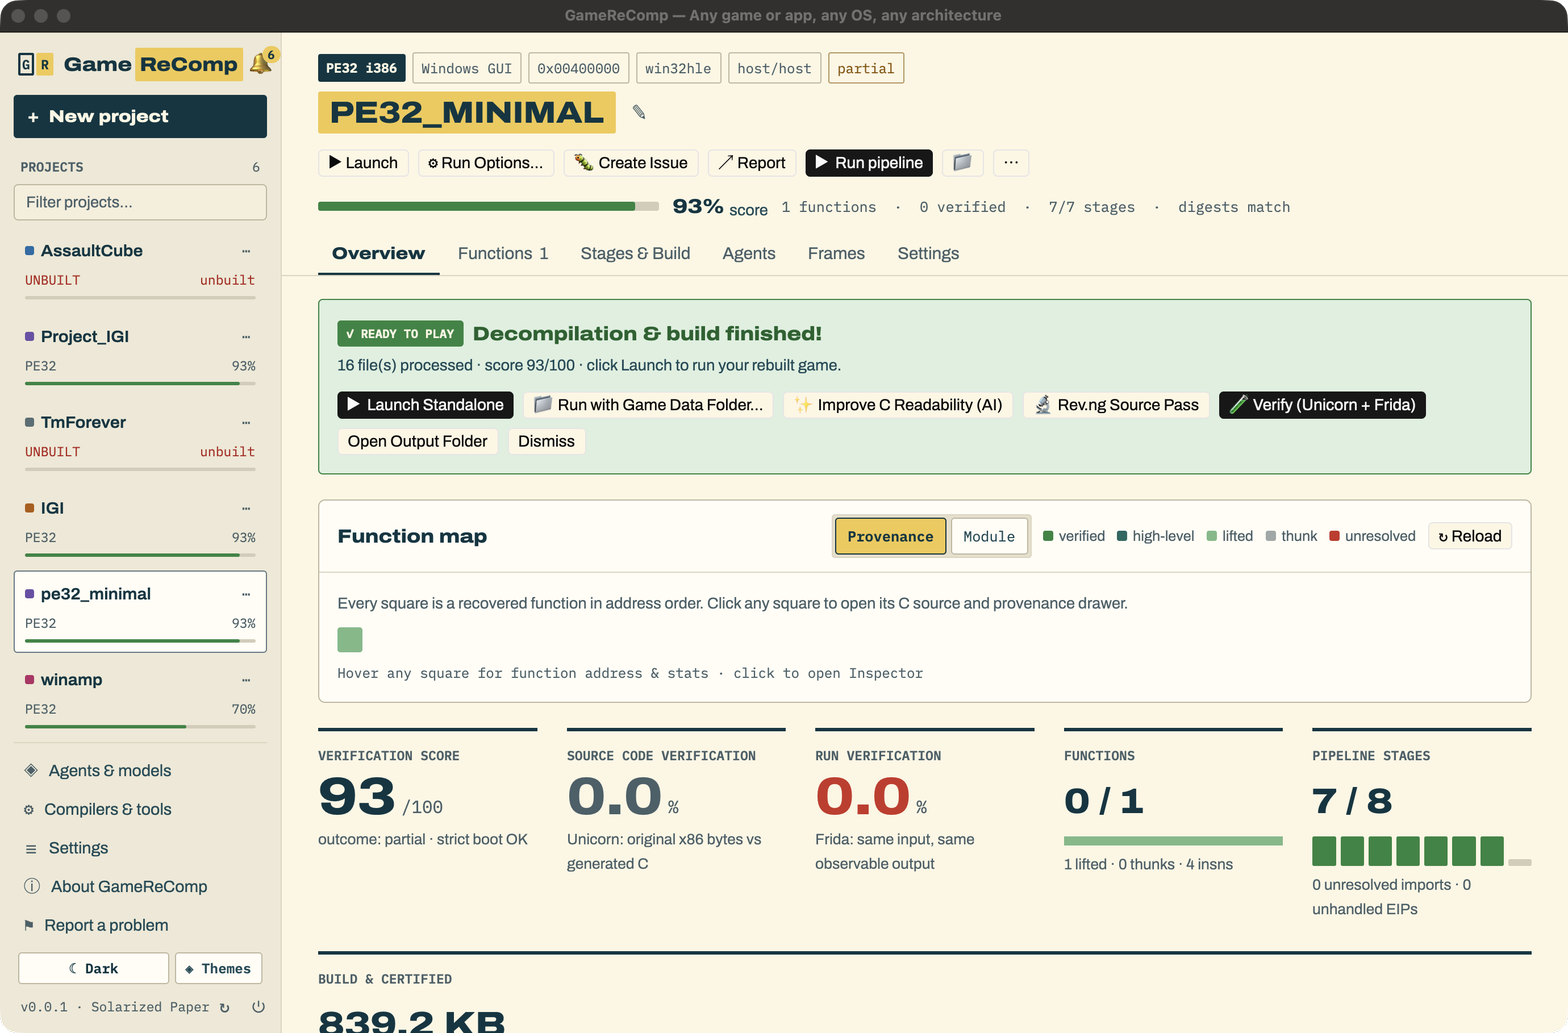 GameReComp — Any game or app, any OS, any architecture
G R Game ReComp 6
+ New project
PROJECTS 6
Filter projects...
AssaultCube ...
UNBUILT unbuilt
Project_IGI ...
PE32 93%
TmForever ...
UNBUILT unbuilt
IGI ...
PE32 93%
pe32_minimal ...
PE32 93%
winamp ...
PE32 70%
Agents & models
Compilers & tools
Settings
About GameReComp
Report a problem
Dark Themes
v0.0.1 · Solarized Paper
PE32 i386 Windows GUI 0x00400000 win32hle host/host partial
PE32_MINIMAL
Launch Run Options... Create Issue Report Run pipeline ...
93% score 1 functions · 0 verified · 7/7 stages · digests match
Overview Functions 1 Stages & Build Agents Frames Settings
✓ READY TO PLAY Decompilation & build finished!
16 file(s) processed · score 93/100 · click Launch to run your rebuilt game.
Launch Standalone Run with Game Data Folder... Improve C Readability (AI) Rev.ng Source Pass Verify (Unicorn + Frida)
Open Output Folder Dismiss
Function map Provenance Module verified high-level lifted thunk unresolved Reload
Every square is a recovered function in address order. Click any square to open its C source and provenance drawer.
Hover any square for function address & stats · click to open Inspector
VERIFICATION SCORE
93 /100
outcome: partial · strict boot OK
SOURCE CODE VERIFICATION
0.0 %
Unicorn: original x86 bytes vs
generated C
RUN VERIFICATION
0.0 %
Frida: same input, same
observable output
FUNCTIONS
0 / 1
1 lifted · 0 thunks · 4 insns
PIPELINE STAGES
7 / 8
0 unresolved imports · 0
unhandled EIPs
BUILD & CERTIFIED
839.2 KB